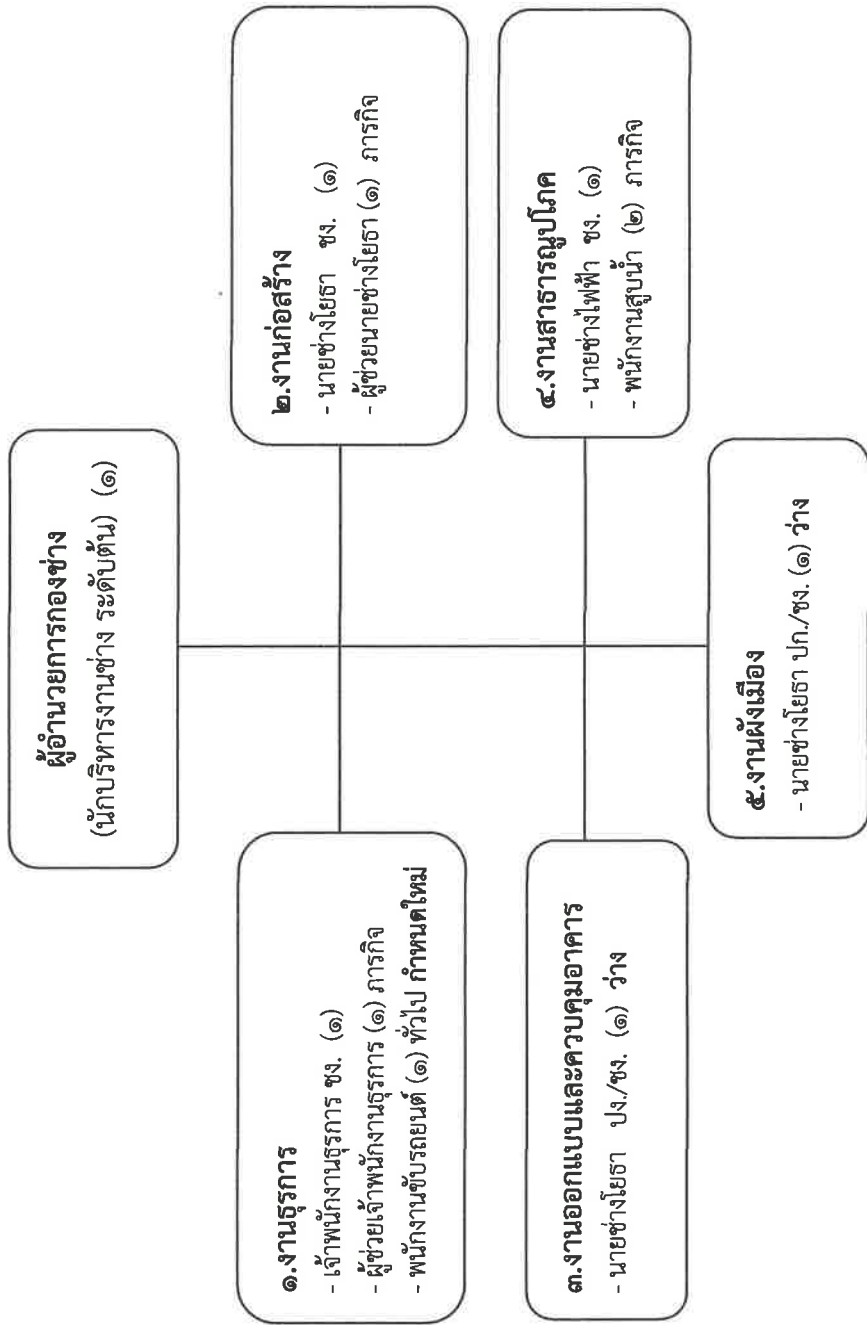 ผู้อำนวยการกองช่าง
(นักบริหารงานช่าง ระดับต้น) (๑)
๑.งานธุรการ
- เจ้าพนักงานธุรการ ชง. (๑)
- ผู้ช่วยเจ้าพนักงานธุรการ (๑) ภารกิจ
- พนักงานขับรถยนต์ (๑) ทั่วไป กำหนดใหม่
๒.งานก่อสร้าง
- นายช่างโยธา ชง. (๑)
- ผู้ช่วยนายช่างโยธา (๑) ภารกิจ
๓.งานออกแบบและควบคุมอาคาร
- นายช่างโยธา ปง./ชง. (๑) ว่าง
๔.งานสาธารณูปโภค
- นายช่างไฟฟ้า ชง. (๑)
- พนักงานสูบน้ำ (๒) ภารกิจ
๕.งานผังเมือง
- นายช่างโยธา ปก./ชง. (๑) ว่าง